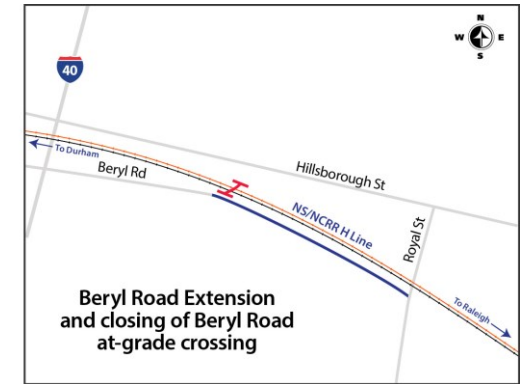 N
W E
S
40
To Durham
Beryl Rd
Hillsborough St
NS/NCRR H Line
Royal St
To Raleigh
Beryl Road Extension
and closing of Beryl Road
at-grade crossing